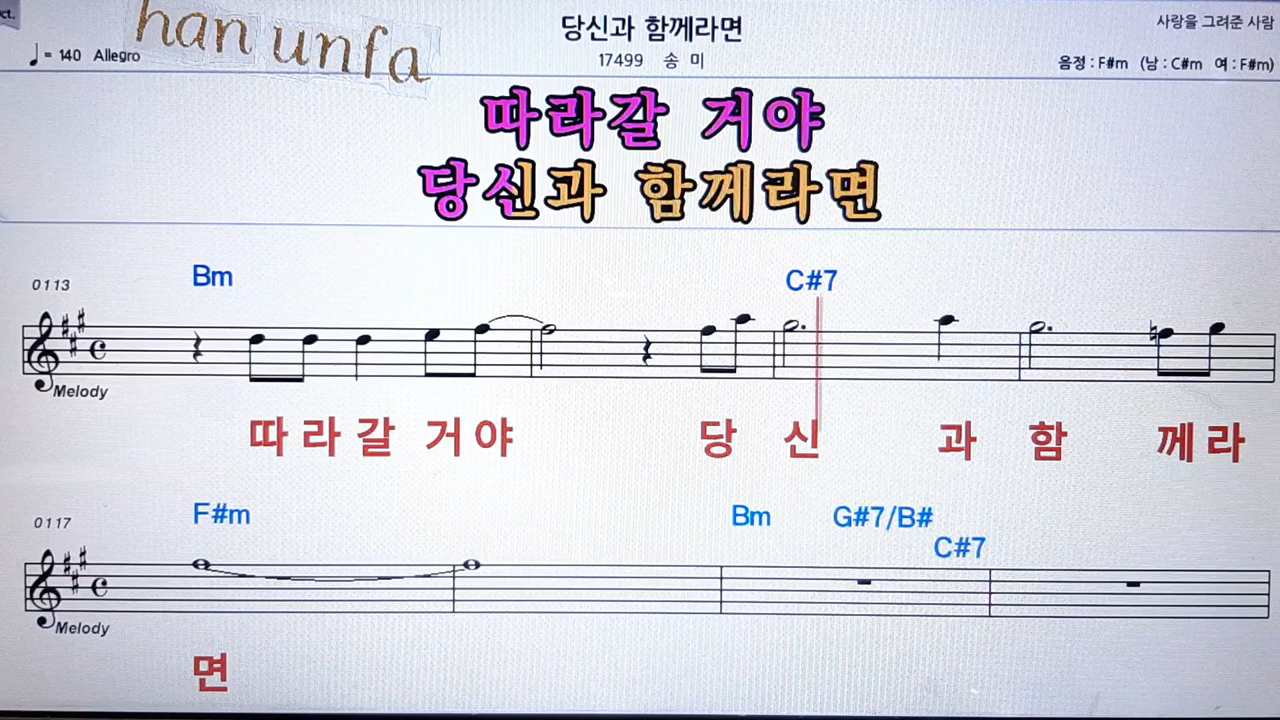 ct.
han unfa
당신과 함께라면
사랑을 그려준 사람
♩= 140 Allegro
17499 송 미
음정 : F#m (남 : C#m 여 : F#m)
따라갈 거야
당신과 함께라면
0113
Bm
C#7
Melody
따 라 갈 거 야 당 신 과 함 께 라
0117
F#m
Bm
G#7/B#
C#7
Melody
면